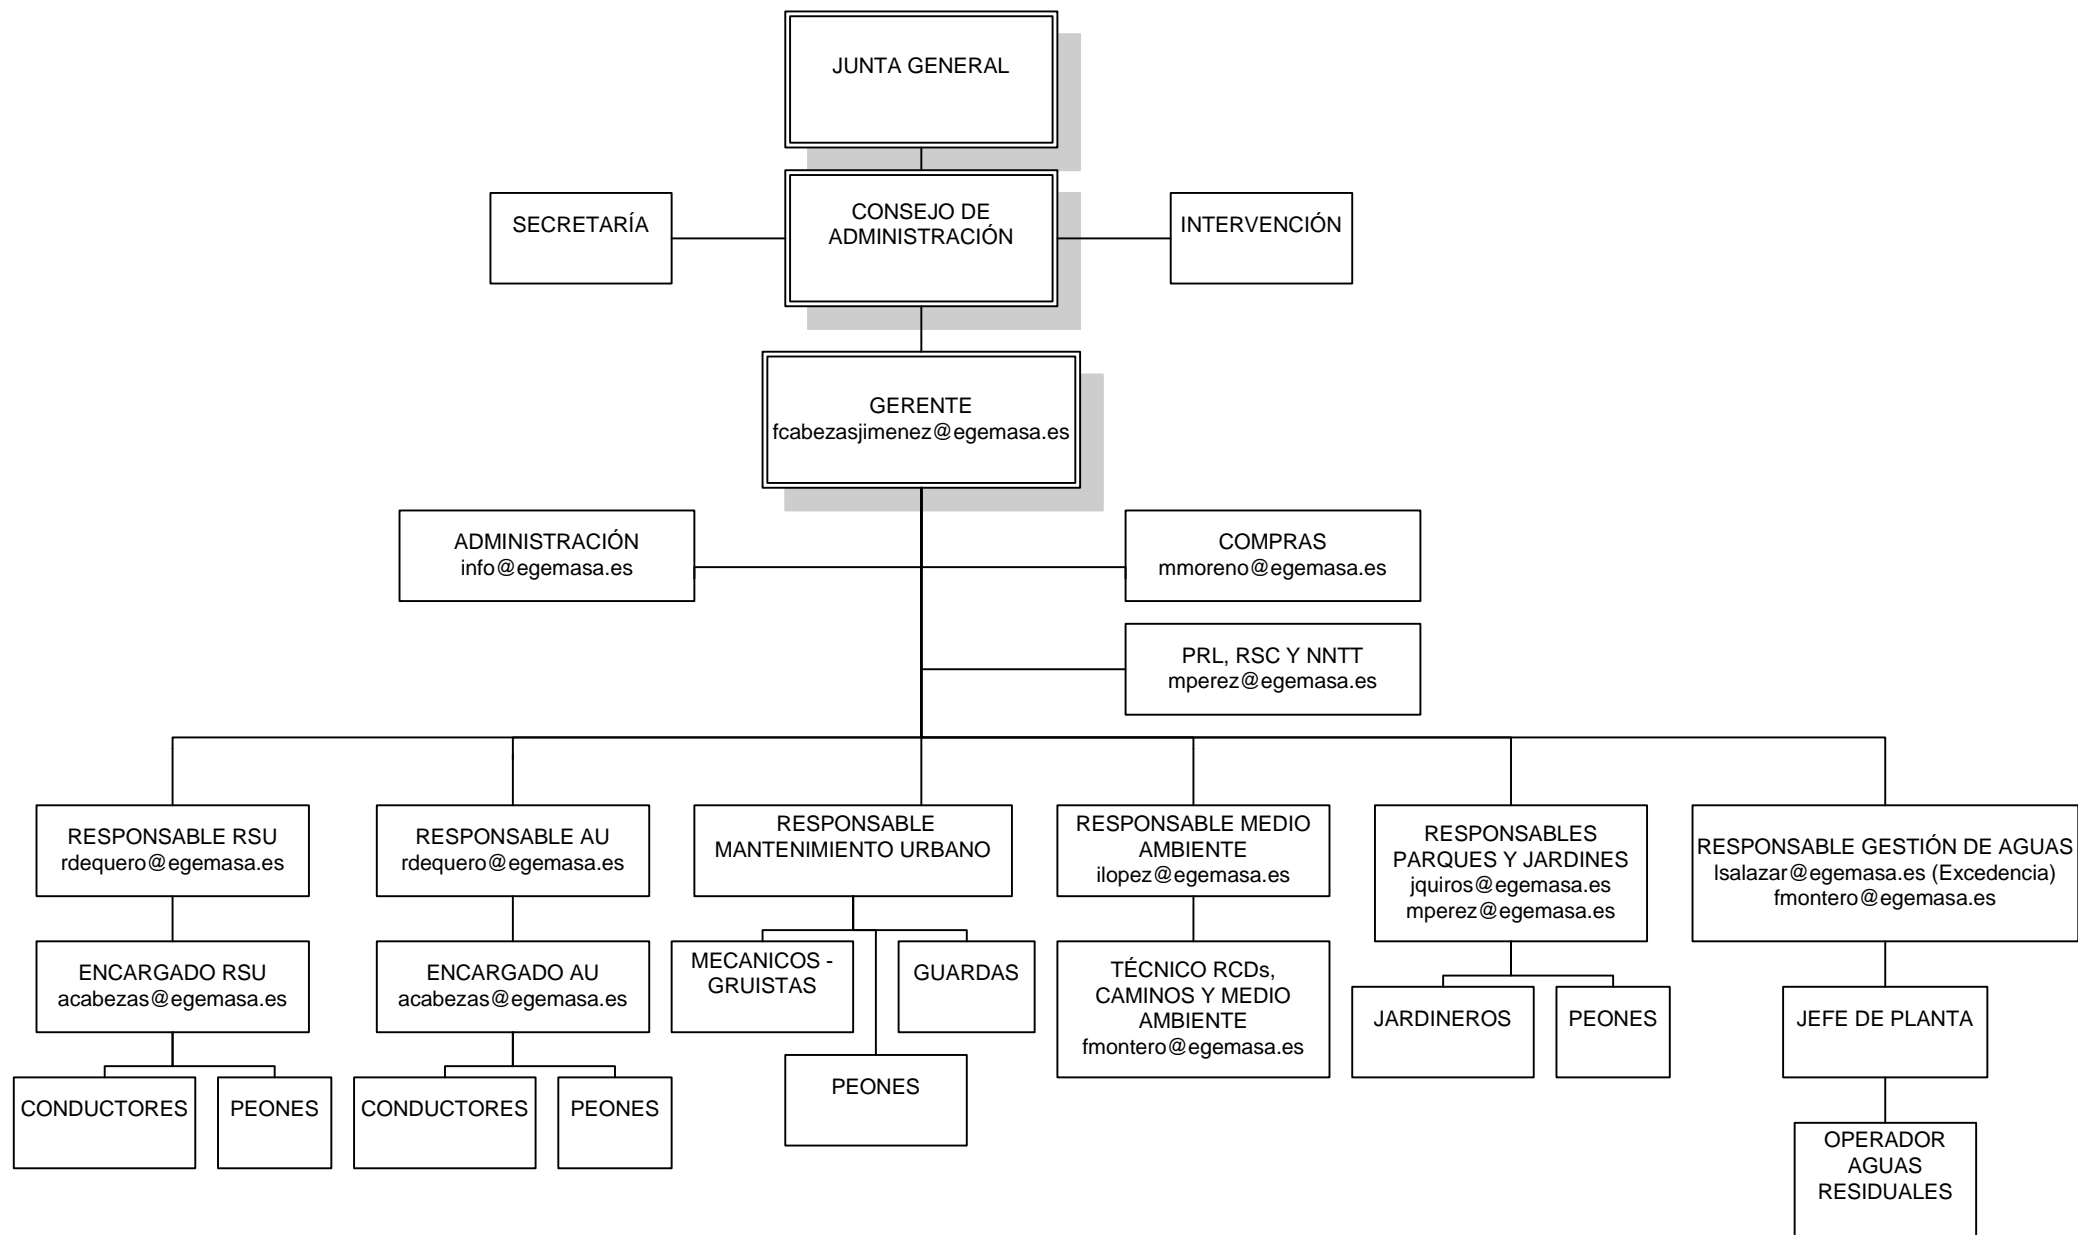 JUNTA GENERAL
SECRETARÍA
CONSEJO DE
ADMINISTRACIÓN
INTERVENCIÓN
GERENTE
fcabezasjimenez@egemasa.es
ADMINISTRACIÓN
info@egemasa.es
COMPRAS
mmoreno@egemasa.es
PRL, RSC Y NNTT
mperez@egemasa.es
RESPONSABLE RSU
rdequero@egemasa.es
RESPONSABLE AU
rdequero@egemasa.es
RESPONSABLE
MANTENIMIENTO URBANO
RESPONSABLE MEDIO
AMBIENTE
ilopez@egemasa.es
RESPONSABLES
PARQUES Y JARDINES
jquiros@egemasa.es
mperez@egemasa.es
RESPONSABLE GESTIÓN DE AGUAS
lsalazar@egemasa.es (Excedencia)
fmontero@egemasa.es
ENCARGADO RSU
acabezas@egemasa.es
ENCARGADO AU
acabezas@egemasa.es
MECANICOS -
GRUISTAS
GUARDAS
TÉCNICO RCDs,
CAMINOS Y MEDIO
AMBIENTE
fmontero@egemasa.es
JARDINEROS
PEONES
JEFE DE PLANTA
CONDUCTORES
PEONES
CONDUCTORES
PEONES
PEONES
OPERADOR
AGUAS
RESIDUALES